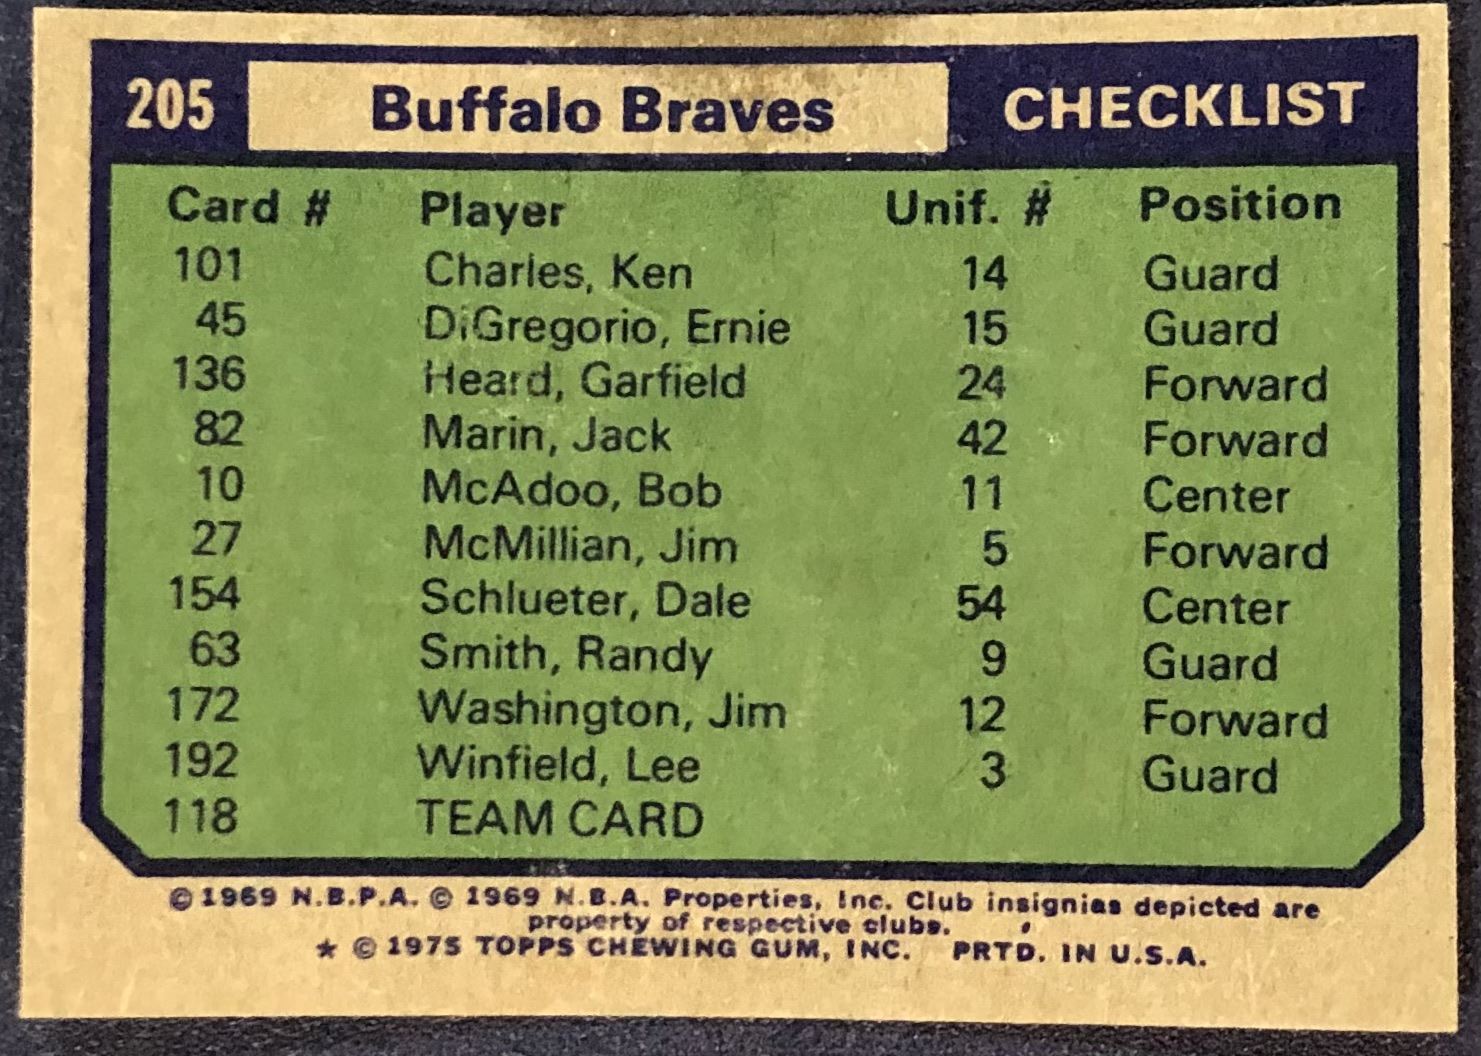 205 Buffalo Braves CHECKLIST
Card # Player Unif. # Position
101 Charles, Ken 14 Guard
45 DiGregorio, Ernie 15 Guard
136 Heard, Garfield 24 Forward
82 Marin, Jack 42 Forward
10 McAdoo, Bob 11 Center
27 McMillian, Jim 5 Forward
154 Schlueter, Dale 54 Center
63 Smith, Randy 9 Guard
172 Washington, Jim 12 Forward
192 Winfield, Lee 3 Guard
118 TEAM CARD
© 1969 N.B.P.A. © 1969 N.B.A. Properties, Inc. Club insignias depicted are
property of respective clubs.
★ © 1975 TOPPS CHEWING GUM, INC. PRTD. IN U.S.A.